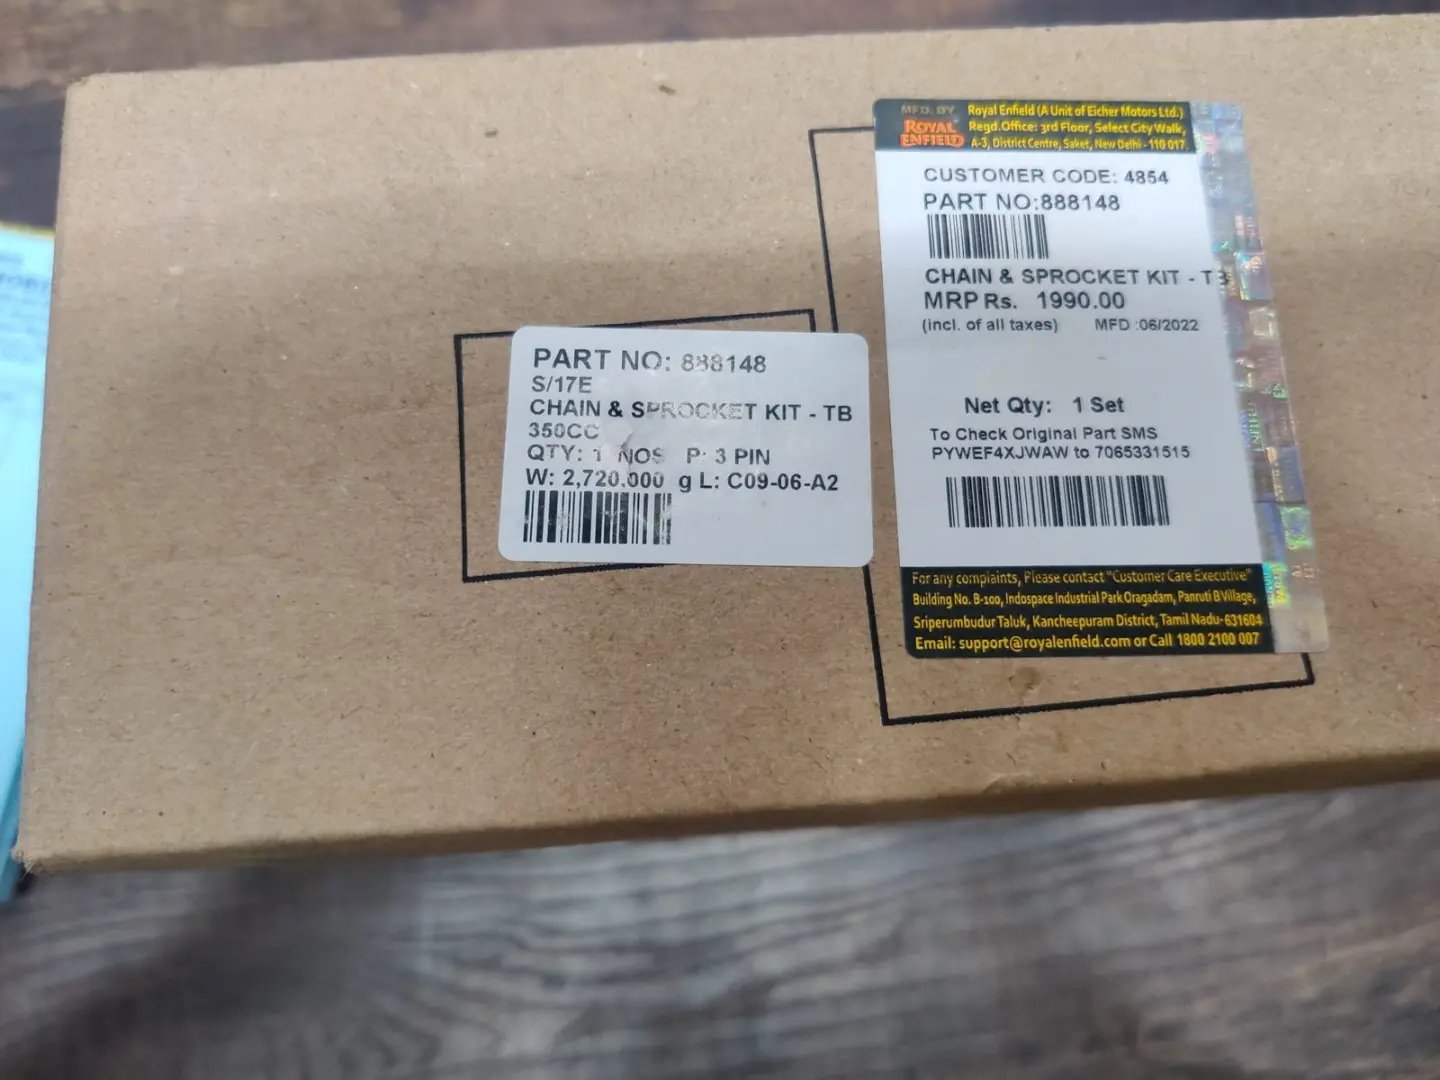 PART NO: 888148
S/17E
CHAIN & SPROCKET KIT - TB
350CC
QTY: 1 NOS P: 3 PIN
W: 2,720.000 g L: C09-06-A2
MFD. BY
ROYAL
ENFIELD
Royal Enfield (A Unit of Eicher Motors Ltd.)
Regd.Office: 3rd Floor, Select City Walk,
A-3, District Centre, Saket, New Delhi - 110 017.
CUSTOMER CODE: 4854
PART NO:888148
CHAIN & SPROCKET KIT - TB
MRP Rs. 1990.00
(incl. of all taxes) MFD :06/2022
Net Qty: 1 Set
To Check Original Part SMS
PYWEF4XJWAW to 7065331515
For any complaints, Please contact "Customer Care Executive"
Building No. B-100, Indospace Industrial Park Oragadam, Panruti B Village,
Sriperumbudur Taluk, Kancheepuram District, Tamil Nadu- 631604
Email: support@royalenfield.com or Call 1800 2100 007